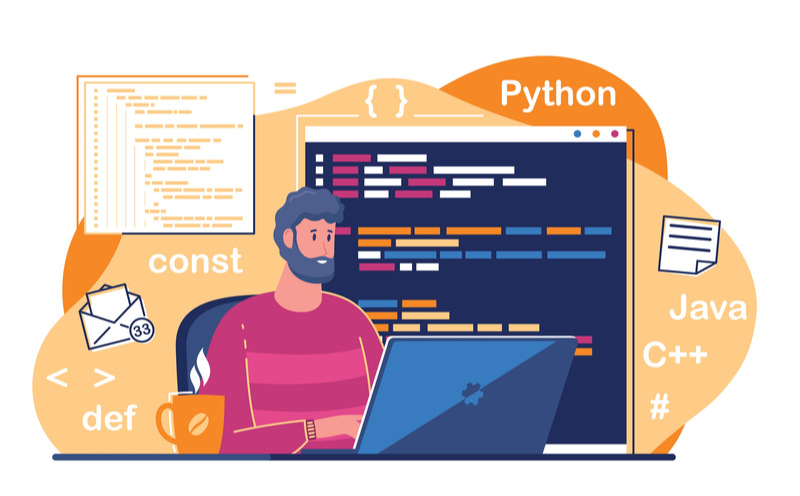 =
{ }
Python
const
33
< >
def
Java
C++
#